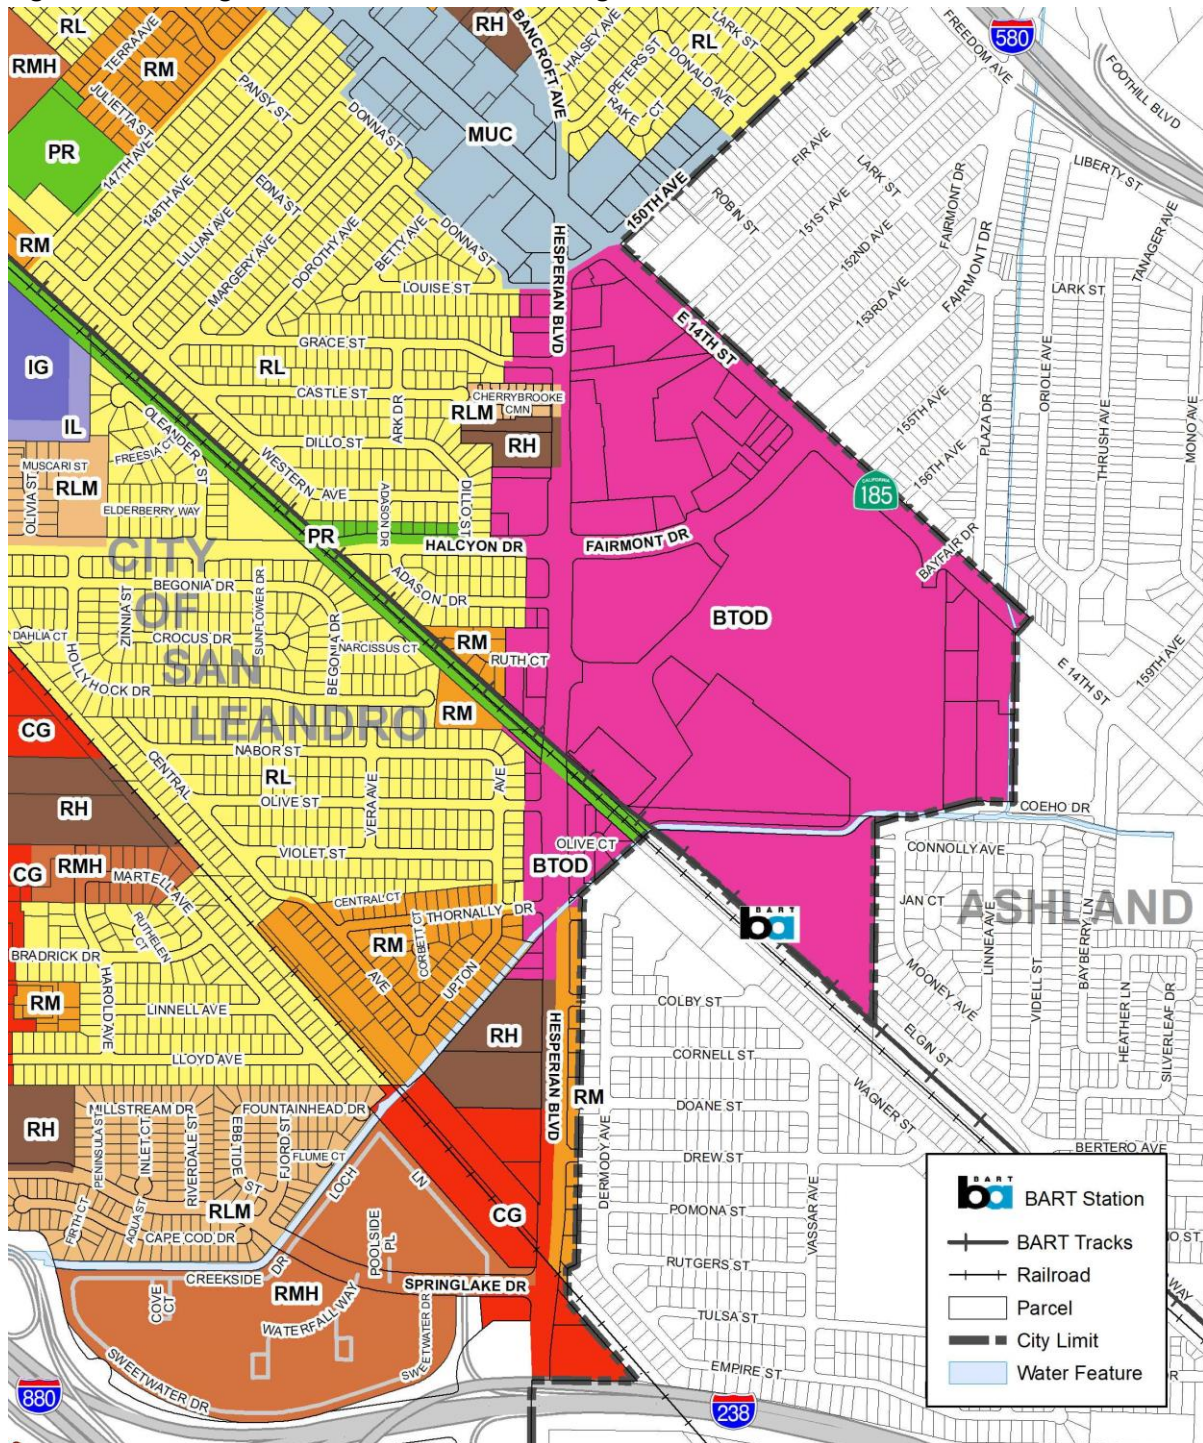 RL
TERRA AVE
RMH
RM
JULIETTA ST
PANSY ST
DONNA ST
PR
147TH AVE
148TH AVE
EDNA ST
LILLIAN AVE
MARGERY AVE
DOROTHY AVE
BETTY AVE
DONNA ST
LOUISE ST
RM
RH
BANCROFT AVE
HALSEY AVE
PETERS ST
RL
LARK ST
DONALD AVE
RAKE CT
MUC
FREEDOM AVE
580
FOOTHILL BLVD
LIBERTY ST
FIR AVE
LARK ST
ROBIN ST
150TH AVE
151ST AVE
152ND AVE
153RD AVE
FAIRMONT DR
FAIRMONT DR
TANAGER AVE
LARK ST
HESPERIAN BLVD
E 14TH ST
ORIOLE AVE
PLAZA DR
THRUSH AVE
MONO AVE
155TH AVE
156TH AVE
CALIFORNIA
185
BAYFAIR DR
E 14TH ST
159TH AVE
IG
IL
GRACE ST
RL
CASTLE ST
ARK DR
CHERRYBROOKE
CMN
RLM
RH
DILLO ST
DILLO ST
OLEANDER ST
FREESIA CT
WESTERN AVE
ADASON DR
MUSCARI ST
OLIVIA ST
RLM
ELDERBERRY WAY
PR
HALCYON DR
FAIRMONT DR
ADASON DR
CITY
OF
SAN
LEANDRO
BEGONIA DR
ZINNIA ST
SUNFLOWER DR
DAHLIA CT
CROCUS DR
BEGONIA DR
NARCISSUS CT
HOLLYHOCK DR
RM
RUTH CT
RM
BTOD
CG
NABOR ST
RL
CENTRAL
OLIVE ST
VERA AVE
AVE
VIOLET ST
RH
OLIVE CT
BTOD
COEHO DR
CONNOLLY AVE
CG
RMH
MARTELL AVE
CENTRAL CT
THORNALLY DR
CORBETT CT
RM
UPTON
AVE
RUTHELEN
CT
BRADRICK DR
HAROLD AVE
RM
LINNELL AVE
LLOYD AVE
BART
ba
JAN CT
ASHLAND
LINNEA AVE
BAYBERRY LN
MOONEY AVE
VIDELL ST
HEATHER LN
SILVERLEAF DR
ELGIN ST
COLBY ST
RH
HESPERIAN BLVD
RM
CORNELL ST
WAGNER ST
DOANE ST
DERMODY AVE
DREW ST
VASSAR AVE
POMONA ST
RUTGERS ST
TULSA ST
EMPIRE ST
BERTERO AVE
RH
MILLSTREAM DR
FOUNTAINHEAD DR
PENINSULA ST
INLET CT
RIVERDALE ST
EBB TIDE ST
FJORD ST
FLUME CT
LOCH
LN
RLM
FIRTH CT
AQUA ST
CAPE COD DR
CREEKSIDE DR
POOLSIDE
PL
CG
RMH
SPRINGLAKE DR
COVE
CT
WATERFALL WAY
SWEETWATER DR
SWEETWATER DR
880
238
WAY
BART
ba
BART Station
BART Tracks
Railroad
Parcel
City Limit
Water Feature